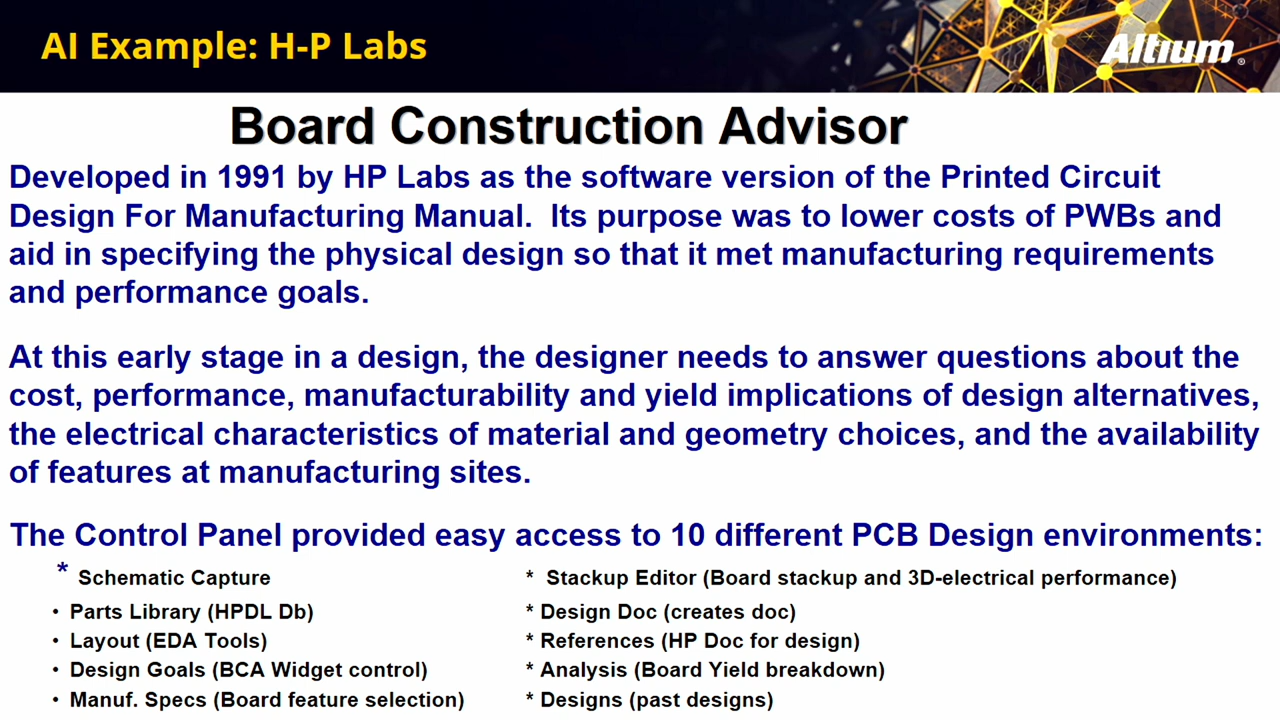 AI Example: H-P Labs
Altium®
Board Construction Advisor
Developed in 1991 by HP Labs as the software version of the Printed Circuit
Design For Manufacturing Manual.  Its purpose was to lower costs of PWBs and
aid in specifying the physical design so that it met manufacturing requirements
and performance goals.
At this early stage in a design, the designer needs to answer questions about the
cost, performance, manufacturability and yield implications of design alternatives,
the electrical characteristics of material and geometry choices, and the availability
of features at manufacturing sites.
The Control Panel provided easy access to 10 different PCB Design environments:
* Schematic Capture
• Parts Library (HPDL Db)
• Layout (EDA Tools)
• Design Goals (BCA Widget control)
• Manuf. Specs (Board feature selection)
* Stackup Editor (Board stackup and 3D-electrical performance)
* Design Doc (creates doc)
* References (HP Doc for design)
* Analysis (Board Yield breakdown)
* Designs (past designs)